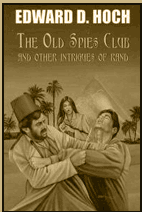 EDWARD D. HOCH
THE OLD SPIES CLUB
AND OTHER INTRIGUES OF RAND